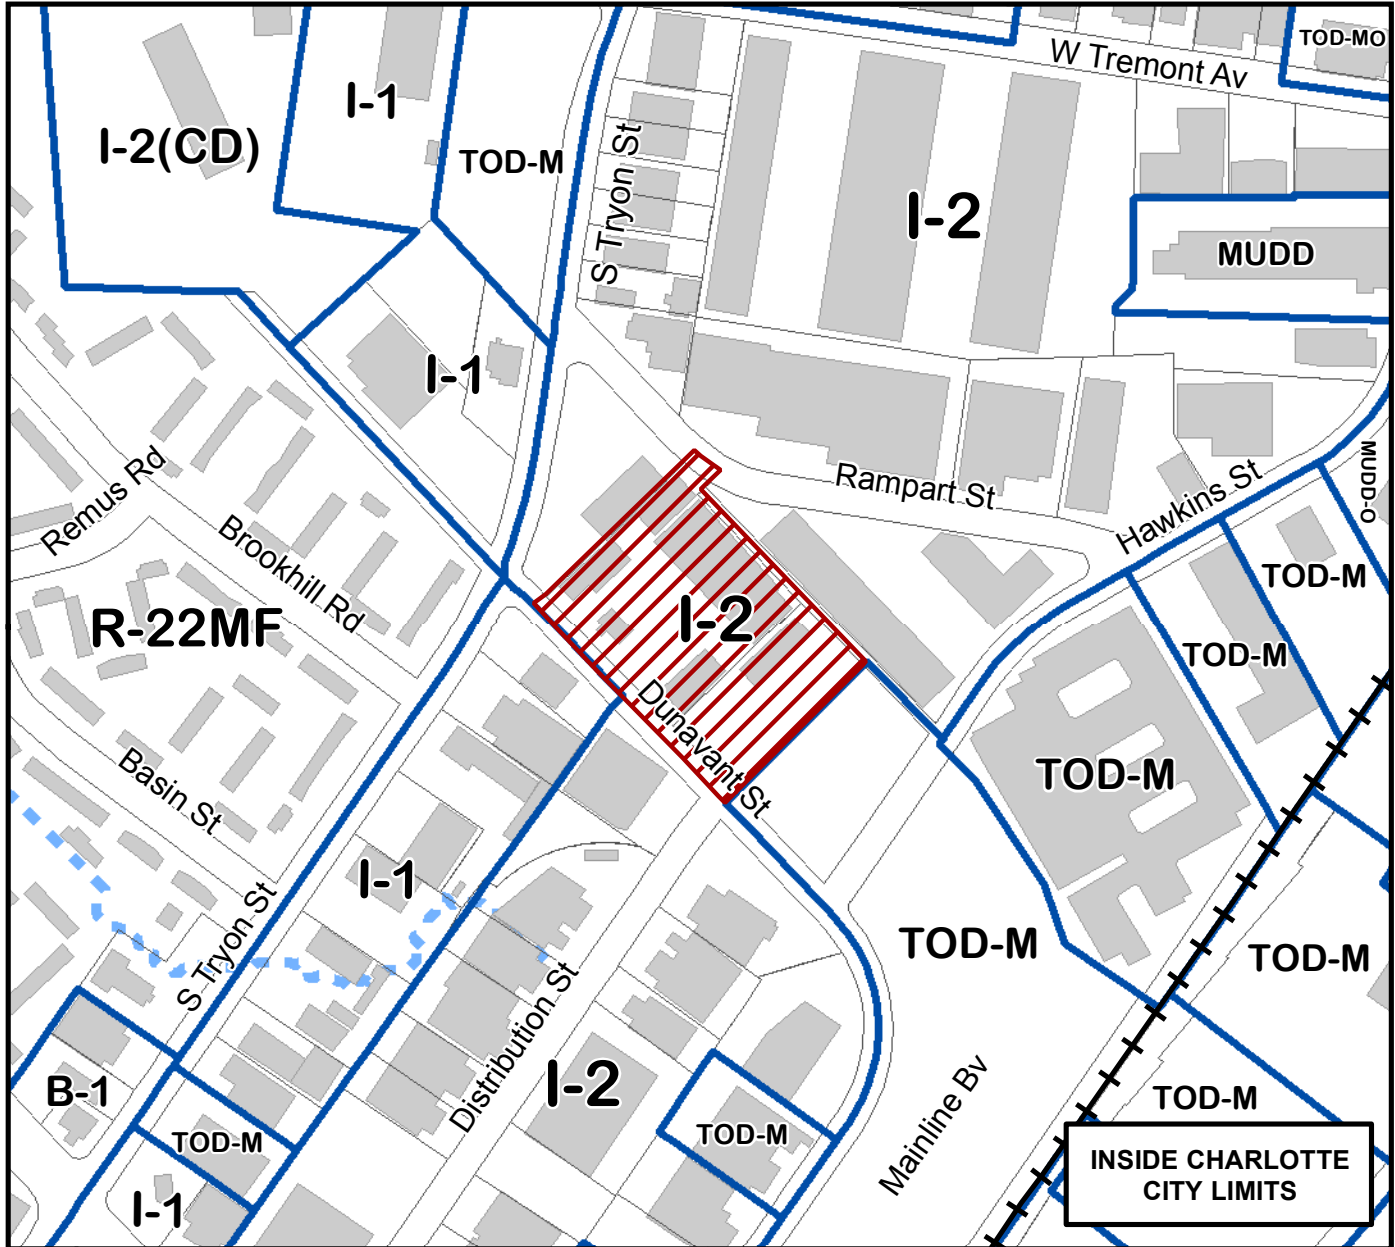 W Tremont Av
TOD-MO
I-1
I-2(CD)
TOD-M
S Tryon St
I-2
MUDD
I-1
Remus Rd
Brookhill Rd
Rampart St
Hawkins St
MUDD-O
TOD-M
R-22MF
I-2
TOD-M
Dunavant St
Basin St
TOD-M
I-1
S Tryon St
TOD-M
TOD-M
Distribution St
B-1
I-2
Mainline Bv
TOD-M
TOD-M
TOD-M
I-1
INSIDE CHARLOTTE
CITY LIMITS